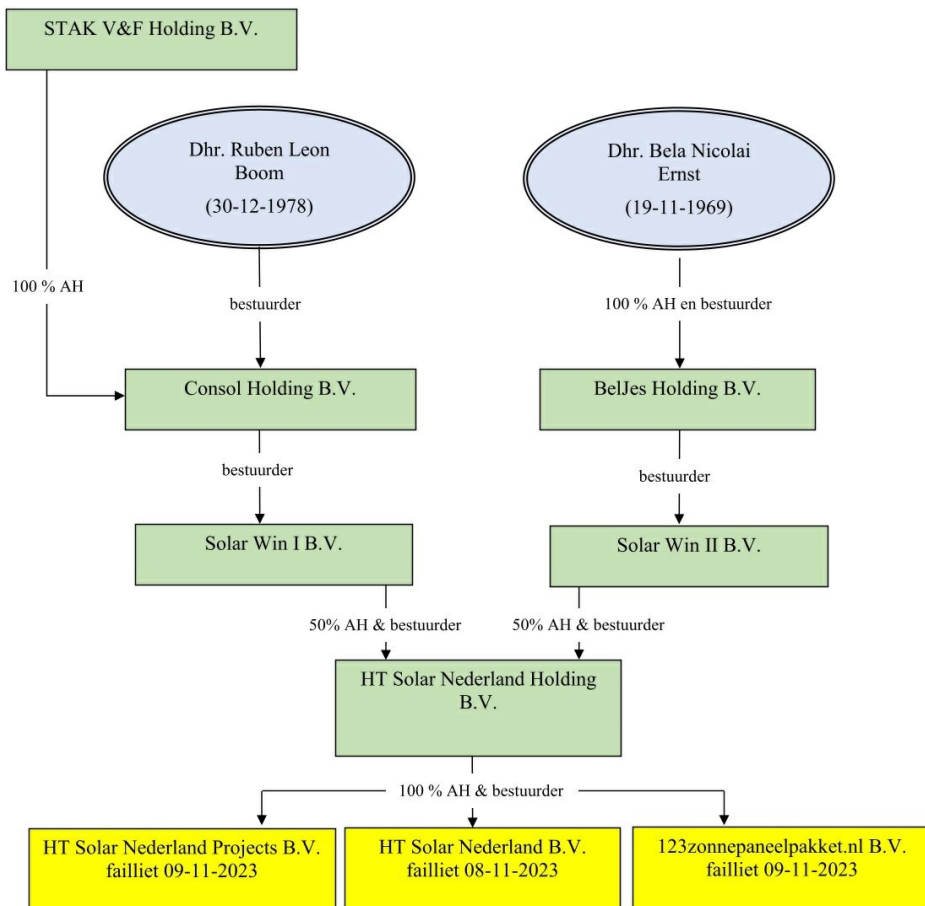 STAK V&F Holding B.V.
Dhr. Ruben Leon
Boom
(30-12-1978)
Dhr. Bela Nicolai
Ernst
(19-11-1969)
100 % AH
bestuurder
100 % AH en bestuurder
Consol Holding B.V.
BelJes Holding B.V.
bestuurder
bestuurder
Solar Win I B.V.
Solar Win II B.V.
50% AH & bestuurder
50% AH & bestuurder
HT Solar Nederland Holding
B.V.
100 % AH & bestuurder
HT Solar Nederland Projects B.V.
failliet 09-11-2023
HT Solar Nederland B.V.
failliet 08-11-2023
123zonnepaneelpakket.nl B.V.
failliet 09-11-2023